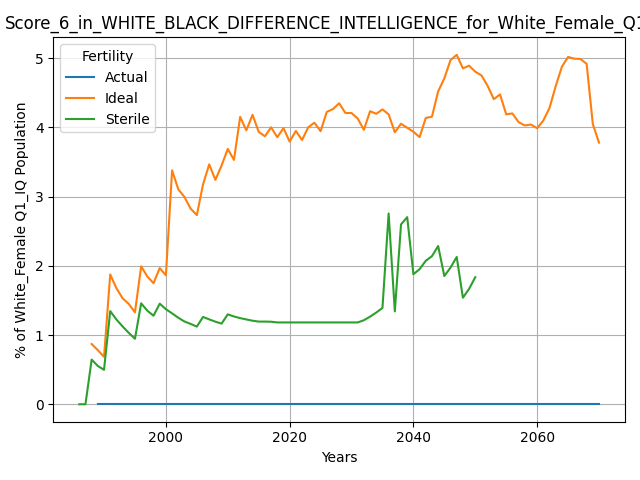 Score_6_in_WHITE_BLACK_DIFFERENCE_INTELLIGENCE_for_White_Female_Q1
Fertility
Actual
Ideal
Sterile
% of White_Female Q1_IQ Population
5
4
3
2
1
0
2000 2020 2040 2060
Years